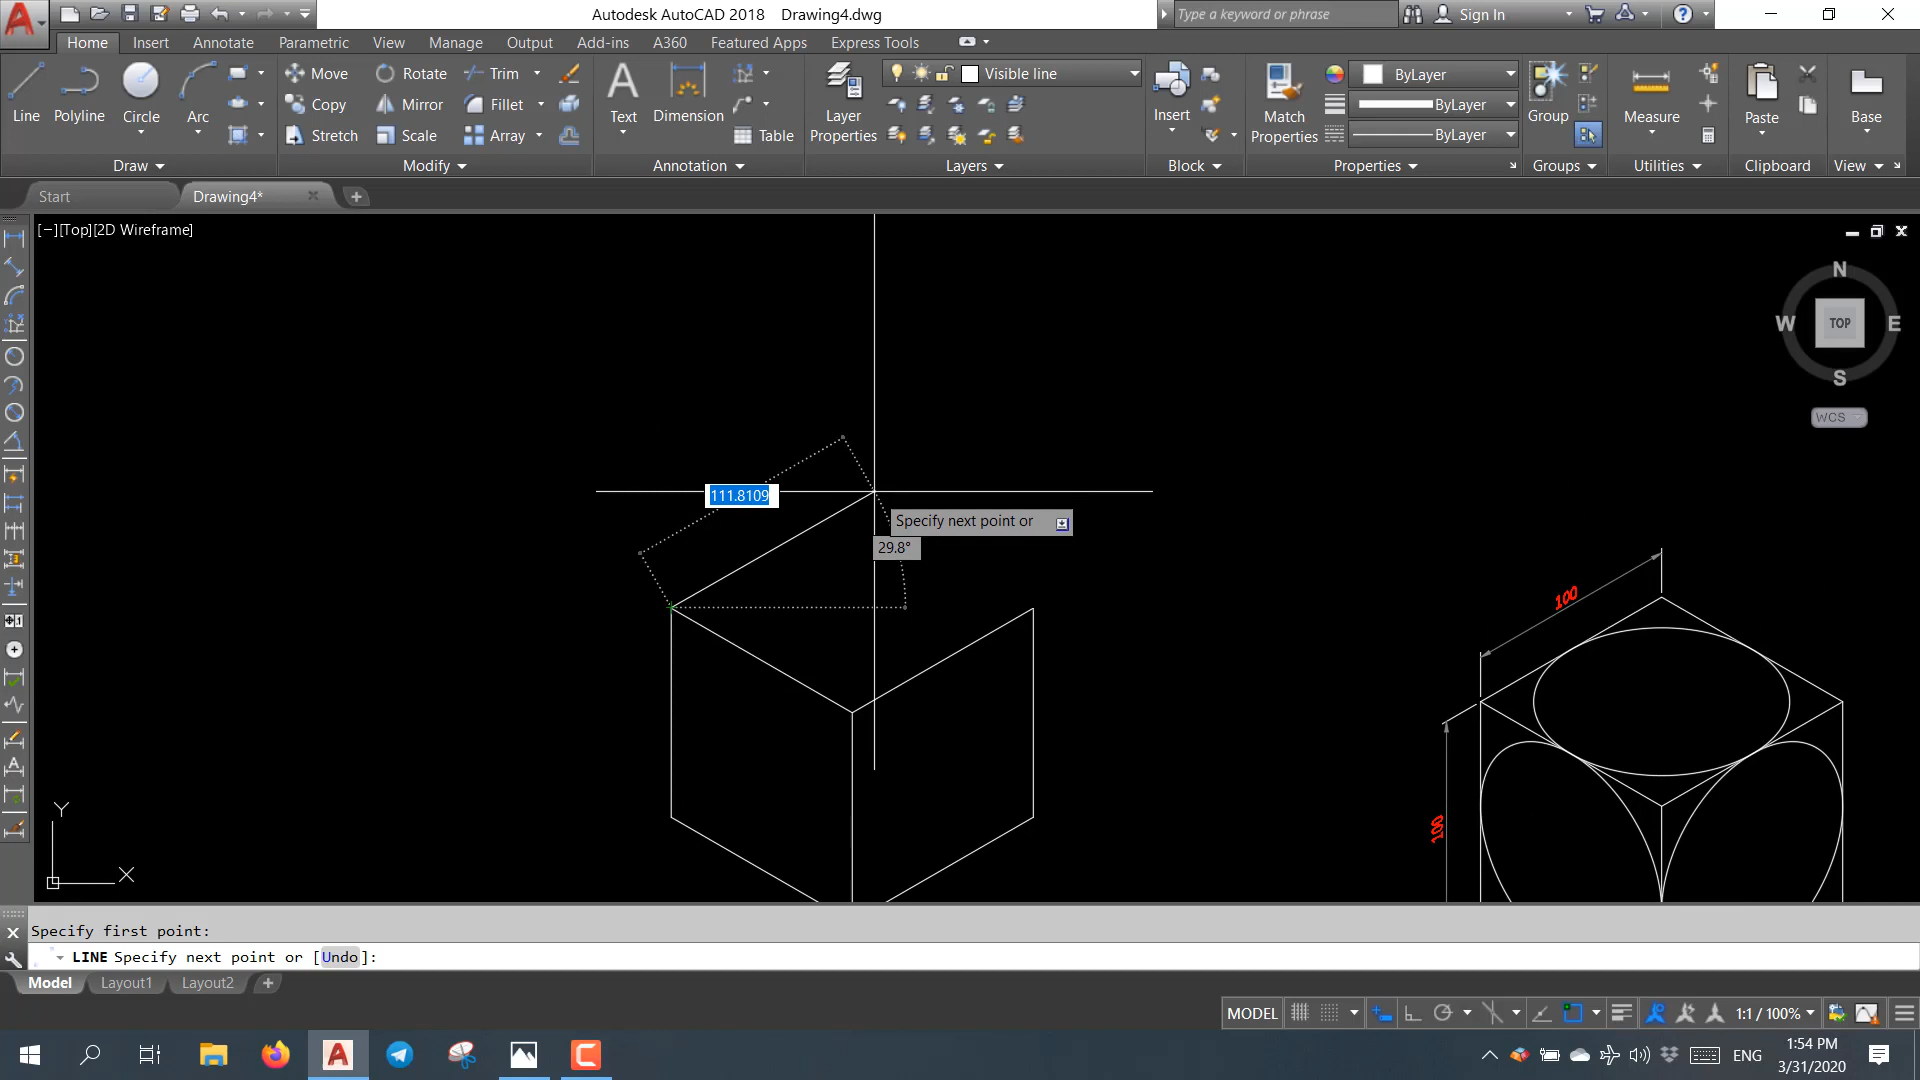 Autodesk AutoCAD 2018 Drawing4.dwg
Type a keyword or phrase
Sign In
Home Insert Annotate Parametric View Manage Output Add-ins A360 Featured Apps Express Tools
Line Polyline Circle Arc
Draw
Move Rotate Trim
Copy Mirror Fillet
Stretch Scale Array
Modify
Text Dimension Table
Annotation
Layer Properties
Visible line
Layers
Insert
Block
Match Properties
ByLayer
ByLayer
ByLayer
Properties
Group
Groups
Measure
Utilities
Paste
Clipboard
Base
View
Start Drawing4*
[−][Top][2D Wireframe]
N
W TOP E
S
WCS
111.8109
Specify next point or
29.8°
100
100
Y
X
Specify first point:
LINE Specify next point or [Undo]:
Model Layout1 Layout2
MODEL 1:1 / 100%
ENG
1:54 PM
3/31/2020